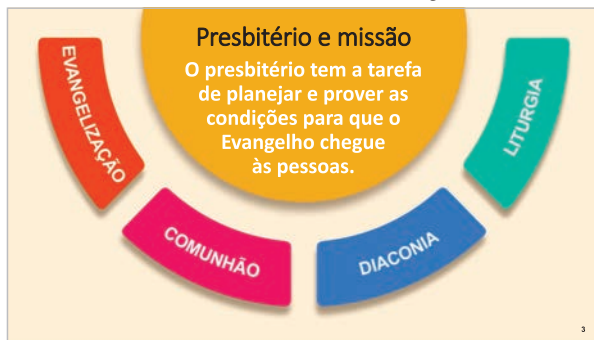 Presbitério e missão
O presbitério tem a tarefa
de planejar e prover as
condições para que o
Evangelho chegue
às pessoas.
EVANGELIZAÇÃO
COMUNHÃO
DIACONIA
LITURGIA
3